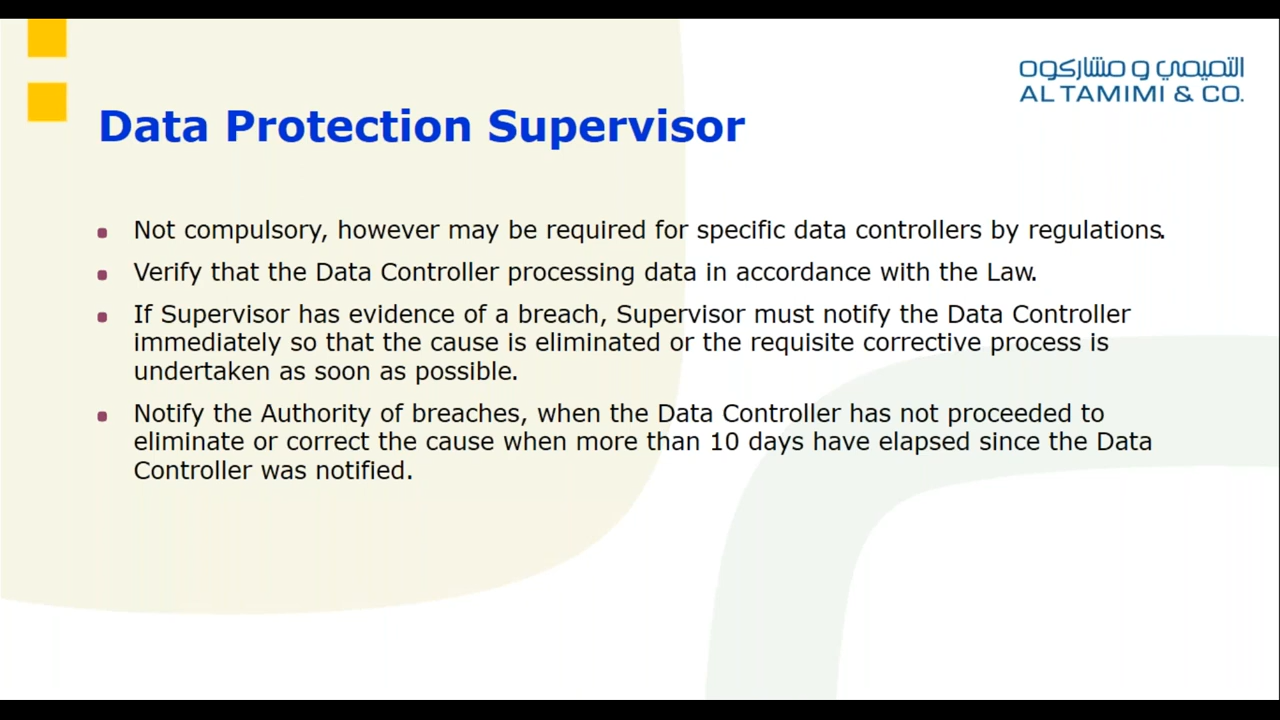 التميمي و مشاركوه
AL TAMIMI & CO.
Data Protection Supervisor
Not compulsory, however may be required for specific data controllers by regulations.
Verify that the Data Controller processing data in accordance with the Law.
If Supervisor has evidence of a breach, Supervisor must notify the Data Controller
immediately so that the cause is eliminated or the requisite corrective process is
undertaken as soon as possible.
Notify the Authority of breaches, when the Data Controller has not proceeded to
eliminate or correct the cause when more than 10 days have elapsed since the Data
Controller was notified.